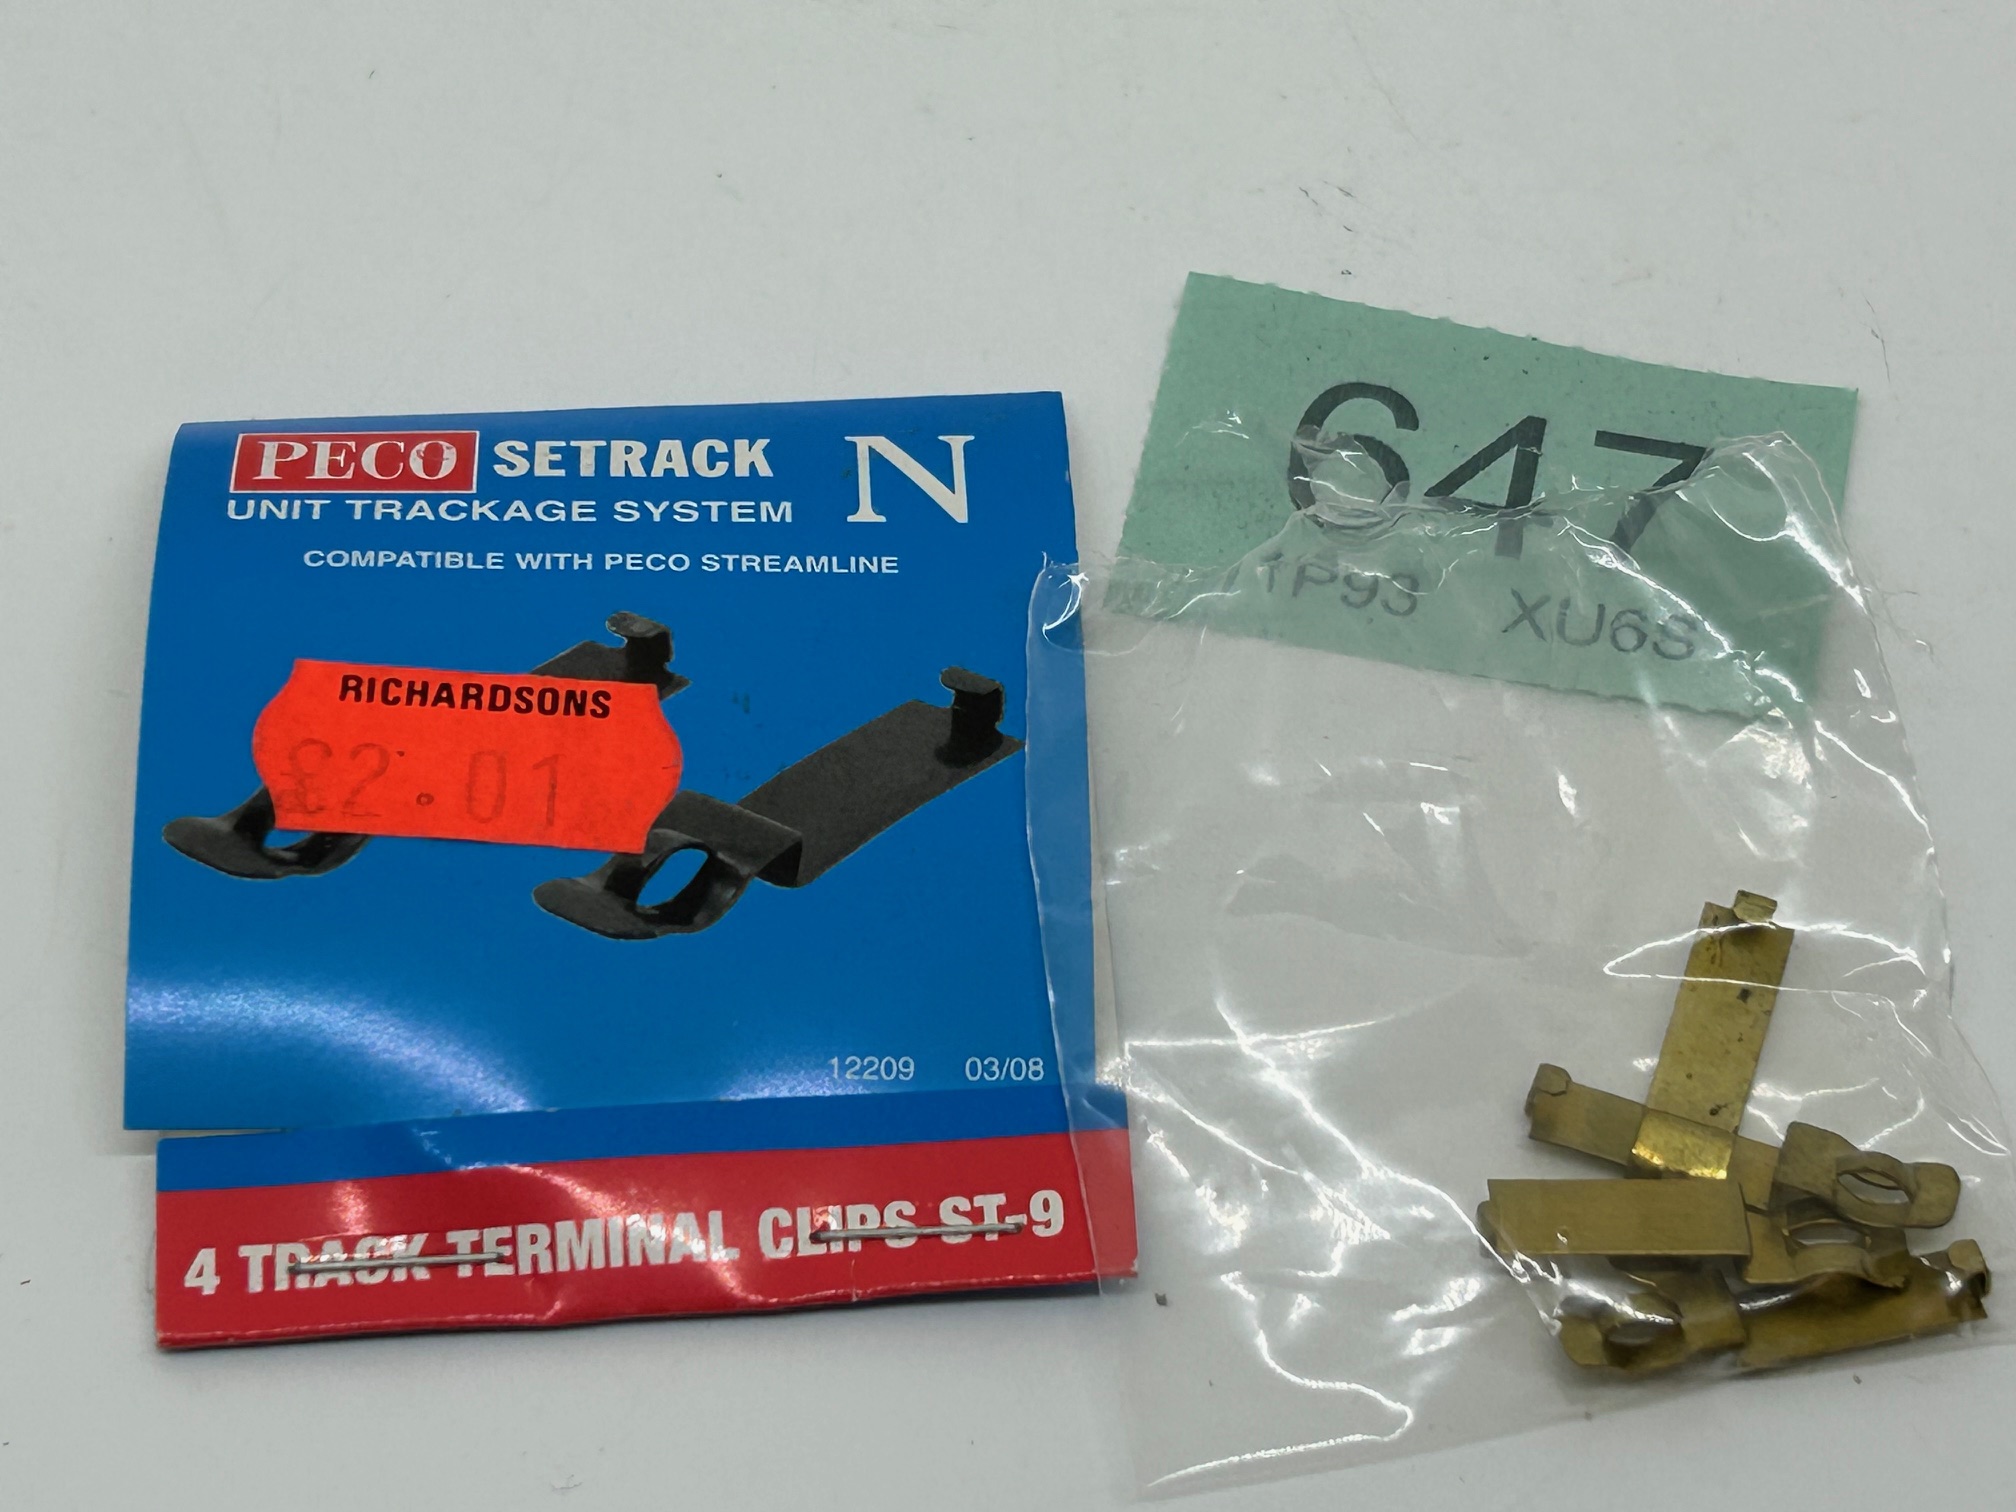 PECO SETRACK N
UNIT TRACKAGE SYSTEM
COMPATIBLE WITH PECO STREAMLINE
RICHARDSONS
£2.01
12209 03/08
4 TRACK TERMINAL CLIPS ST-9
647
XU6S